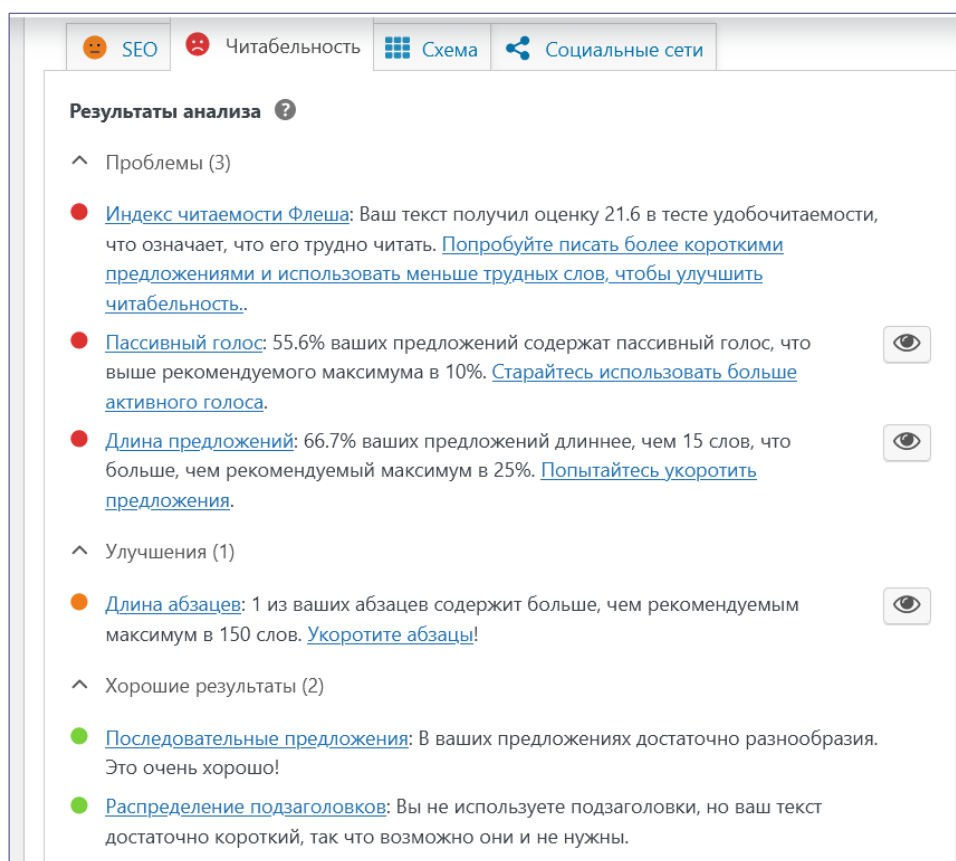 SEO Читабельность Схема Социальные сети
Результаты анализа ?
Проблемы (3)
Индекс читаемости Флеша: Ваш текст получил оценку 21.6 в тесте удобочитаемости,
что означает, что его трудно читать. Попробуйте писать более короткими
предложениями и использовать меньше трудных слов, чтобы улучшить
читабельность..
Пассивный голос: 55.6% ваших предложений содержат пассивный голос, что
выше рекомендуемого максимума в 10%. Старайтесь использовать больше
активного голоса.
Длина предложений: 66.7% ваших предложений длиннее, чем 15 слов, что
больше, чем рекомендуемый максимум в 25%. Попытайтесь укоротить
предложения.
Улучшения (1)
Длина абзацев: 1 из ваших абзацев содержит больше, чем рекомендуемым
максимум в 150 слов. Укоротите абзацы!
Хорошие результаты (2)
Последовательные предложения: В ваших предложениях достаточно разнообразия.
Это очень хорошо!
Распределение подзаголовков: Вы не используете подзаголовки, но ваш текст
достаточно короткий, так что возможно они и не нужны.